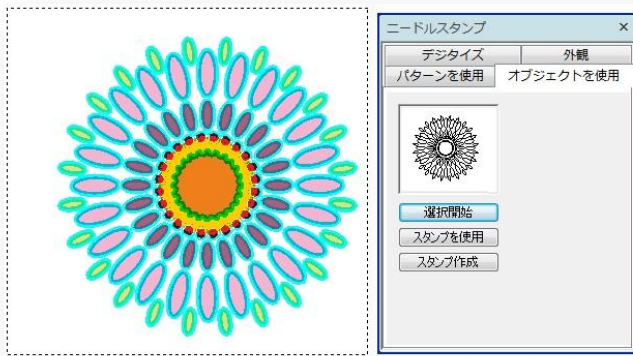 ニードルスタンプ
デジタイズ 外観
パターンを使用 オブジェクトを使用
選択開始
スタンプを使用
スタンプ作成